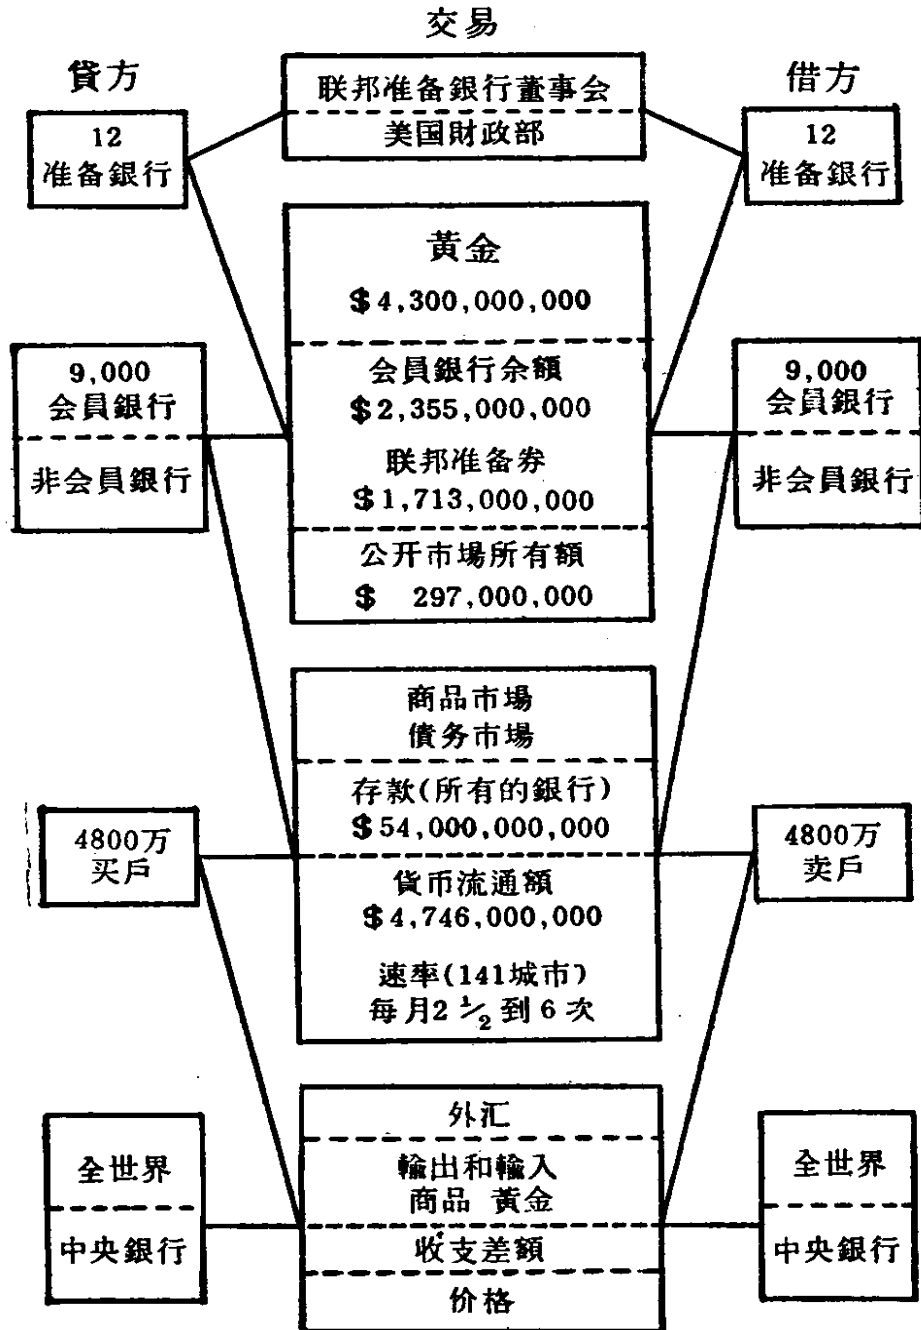 交易
貸方
借方
联邦准备銀行董事会
美国財政部
12
准备銀行
12
准备銀行
黃金
$4,300,000,000
会員銀行余額
$2,355,000,000
联邦准备券
$1,713,000,000
公开市場所有額
$ 297,000,000
9,000
会員銀行
非会員銀行
9,000
会員銀行
非会員銀行
商品市場
債务市場
存款(所有的銀行)
$54,000,000,000
貨币流通額
$4,746,000,000
速率(141城市)
每月2 1/2 到 6 次
4800万
买戶
4800万
卖戶
外汇
輸出和輸入
商品 黃金
收支差額
价格
全世界
中央銀行
全世界
中央銀行